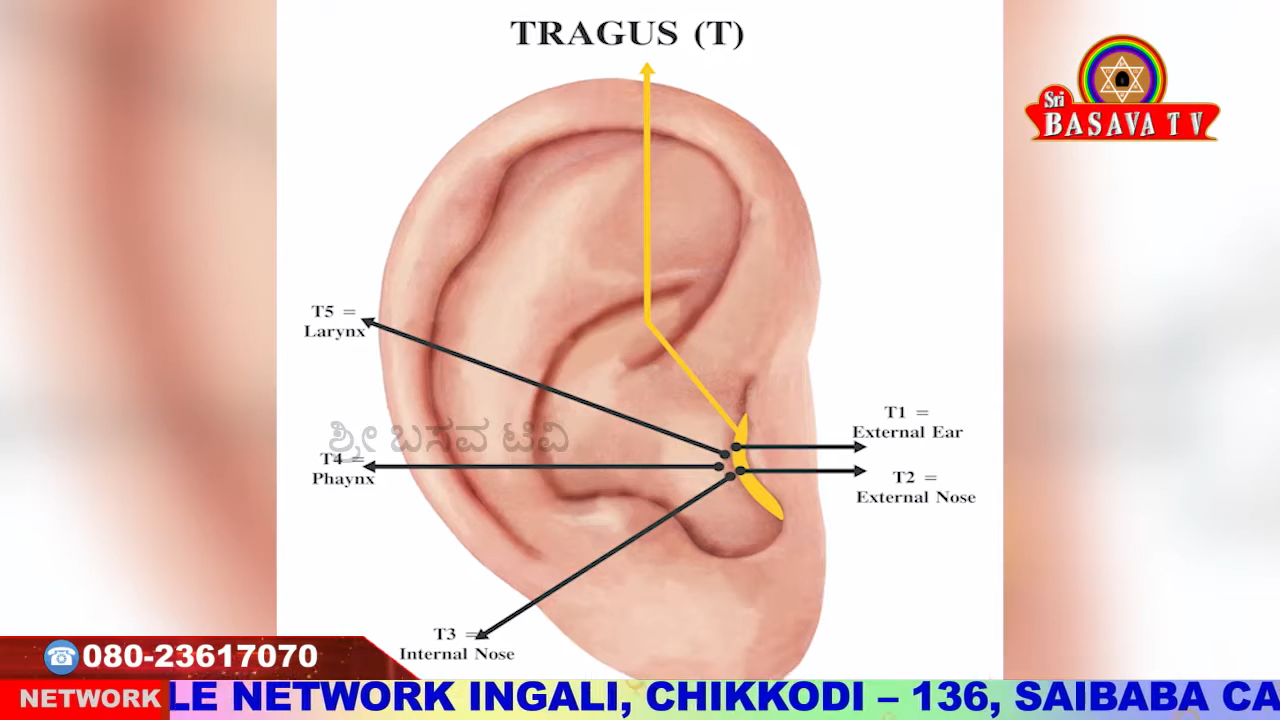 TRAGUS (T)
Sri
BASAVA TV
T5 =
Larynx
T1 =
External Ear
ಶ್ರೀ ಬಸವ ಟಿವಿ
T4 =
Phaynx
T2 =
External Nose
T3 =
Internal Nose
080-23617070
NETWORK
LE NETWORK INGALI, CHIKKODI – 136, SAIBABA CA